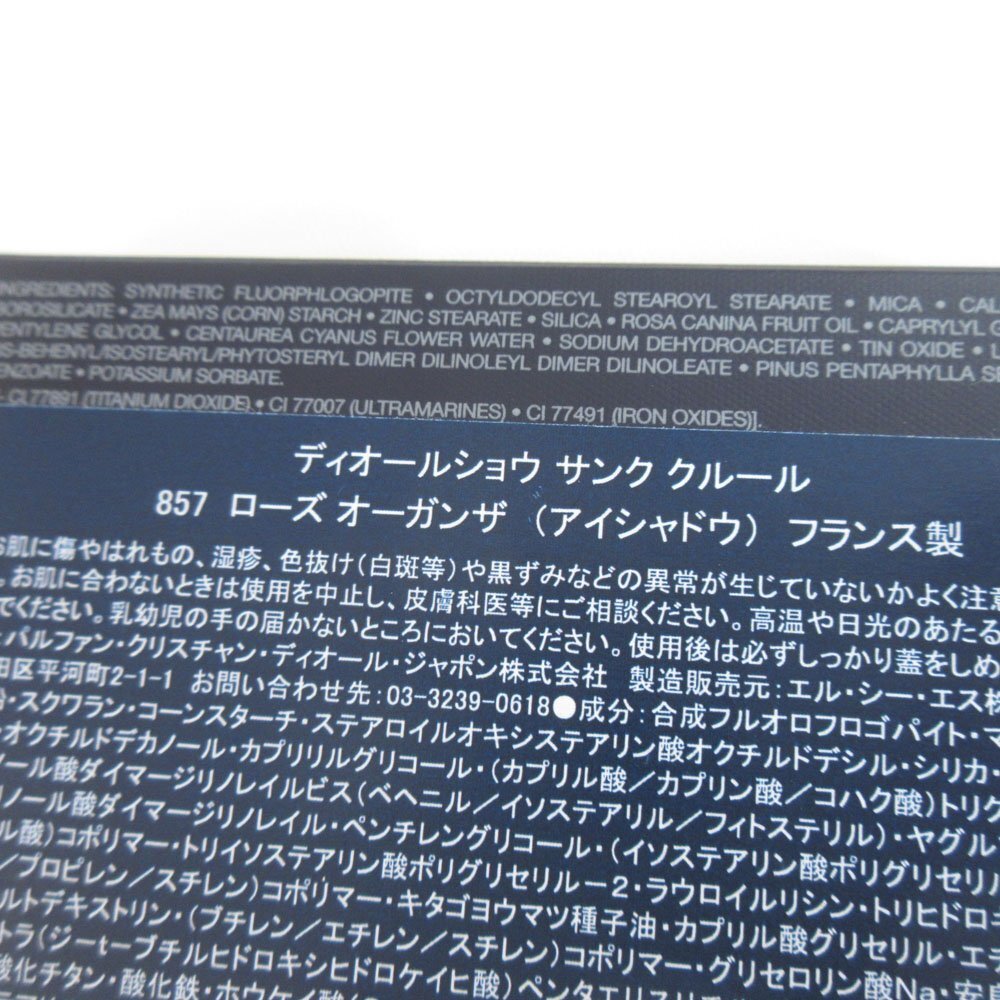 INGREDIENTS: SYNTHETIC FLUORPHLOGOPITE • OCTYLDODECYL STEAROYL STEARATE • MICA • CAL
OROSILICATE • ZEA MAYS (CORN) STARCH • ZINC STEARATE • SILICA • ROSA CANINA FRUIT OIL • CAPRYLYL G
PENTYLENE GLYCOL • CENTAUREA CYANUS FLOWER WATER • SODIUM DEHYDROACETATE • TIN OXIDE • L
S-BEHENYL/ISOSTEARYL/PHYTOSTERYL DIMER DILINOLEYL DIMER DILINOLEATE • PINUS PENTAPHYLLA SE
ENZOATE • POTASSIUM SORBATE.
CI 77891 (TITANIUM DIOXIDE) • CI 77007 (ULTRAMARINES) • CI 77491 (IRON OXIDES)].
ディオールショウ サンク クルール
857 ローズ オーガンザ (アイシャドウ) フランス製
お肌に傷やはれもの、湿疹、色抜け(白斑等)や黒ずみなどの異常が生じていないかよく注意
。お肌に合わないときは使用を中止し、皮膚科医等にご相談ください。高温や日光のあたる
でください。乳幼児の手の届かないところにおいてください。使用後は必ずしっかり蓋をしめ
パルファン・クリスチャン・ディオール・ジャポン株式会社 製造販売元:エル・シー・エス株
田区平河町2-1-1 お問い合わせ先:03-3239-0618●成分:合成フルオロフロゴパイト・マ
・スクワラン・コーンスターチ・ステアロイルオキシステアリン酸オクチルドデシル・シリカ・
・オクチルドデカノール・カプリリルグリコール・(カプリル酸/カプリン酸/コハク酸)トリグ
ノール酸ダイマージリノレイルビス(ベヘニル/イソステアリル/フィトステリル)・ヤグル
リノール酸ダイマージリノレイル・ペンチレングリコール・(イソステアリン酸ポリグリセリル
ル酸)コポリマー・トリイソステアリン酸ポリグリセリル-2・ラウロイルリシン・トリヒドロ
/プロピレン/スチレン)コポリマー・キタゴヨウマツ種子油・カプリル酸グリセリル・エチ
ルトデキストリン・(ブチレン/エチレン/スチレン)コポリマー・グリセロリン酸Na・安息
トラ(ジ-t-ブチルヒドロキシヒドロケイヒ酸)ペンタエリスリ
酸化チタン・酸化鉄・ホウケイ酸